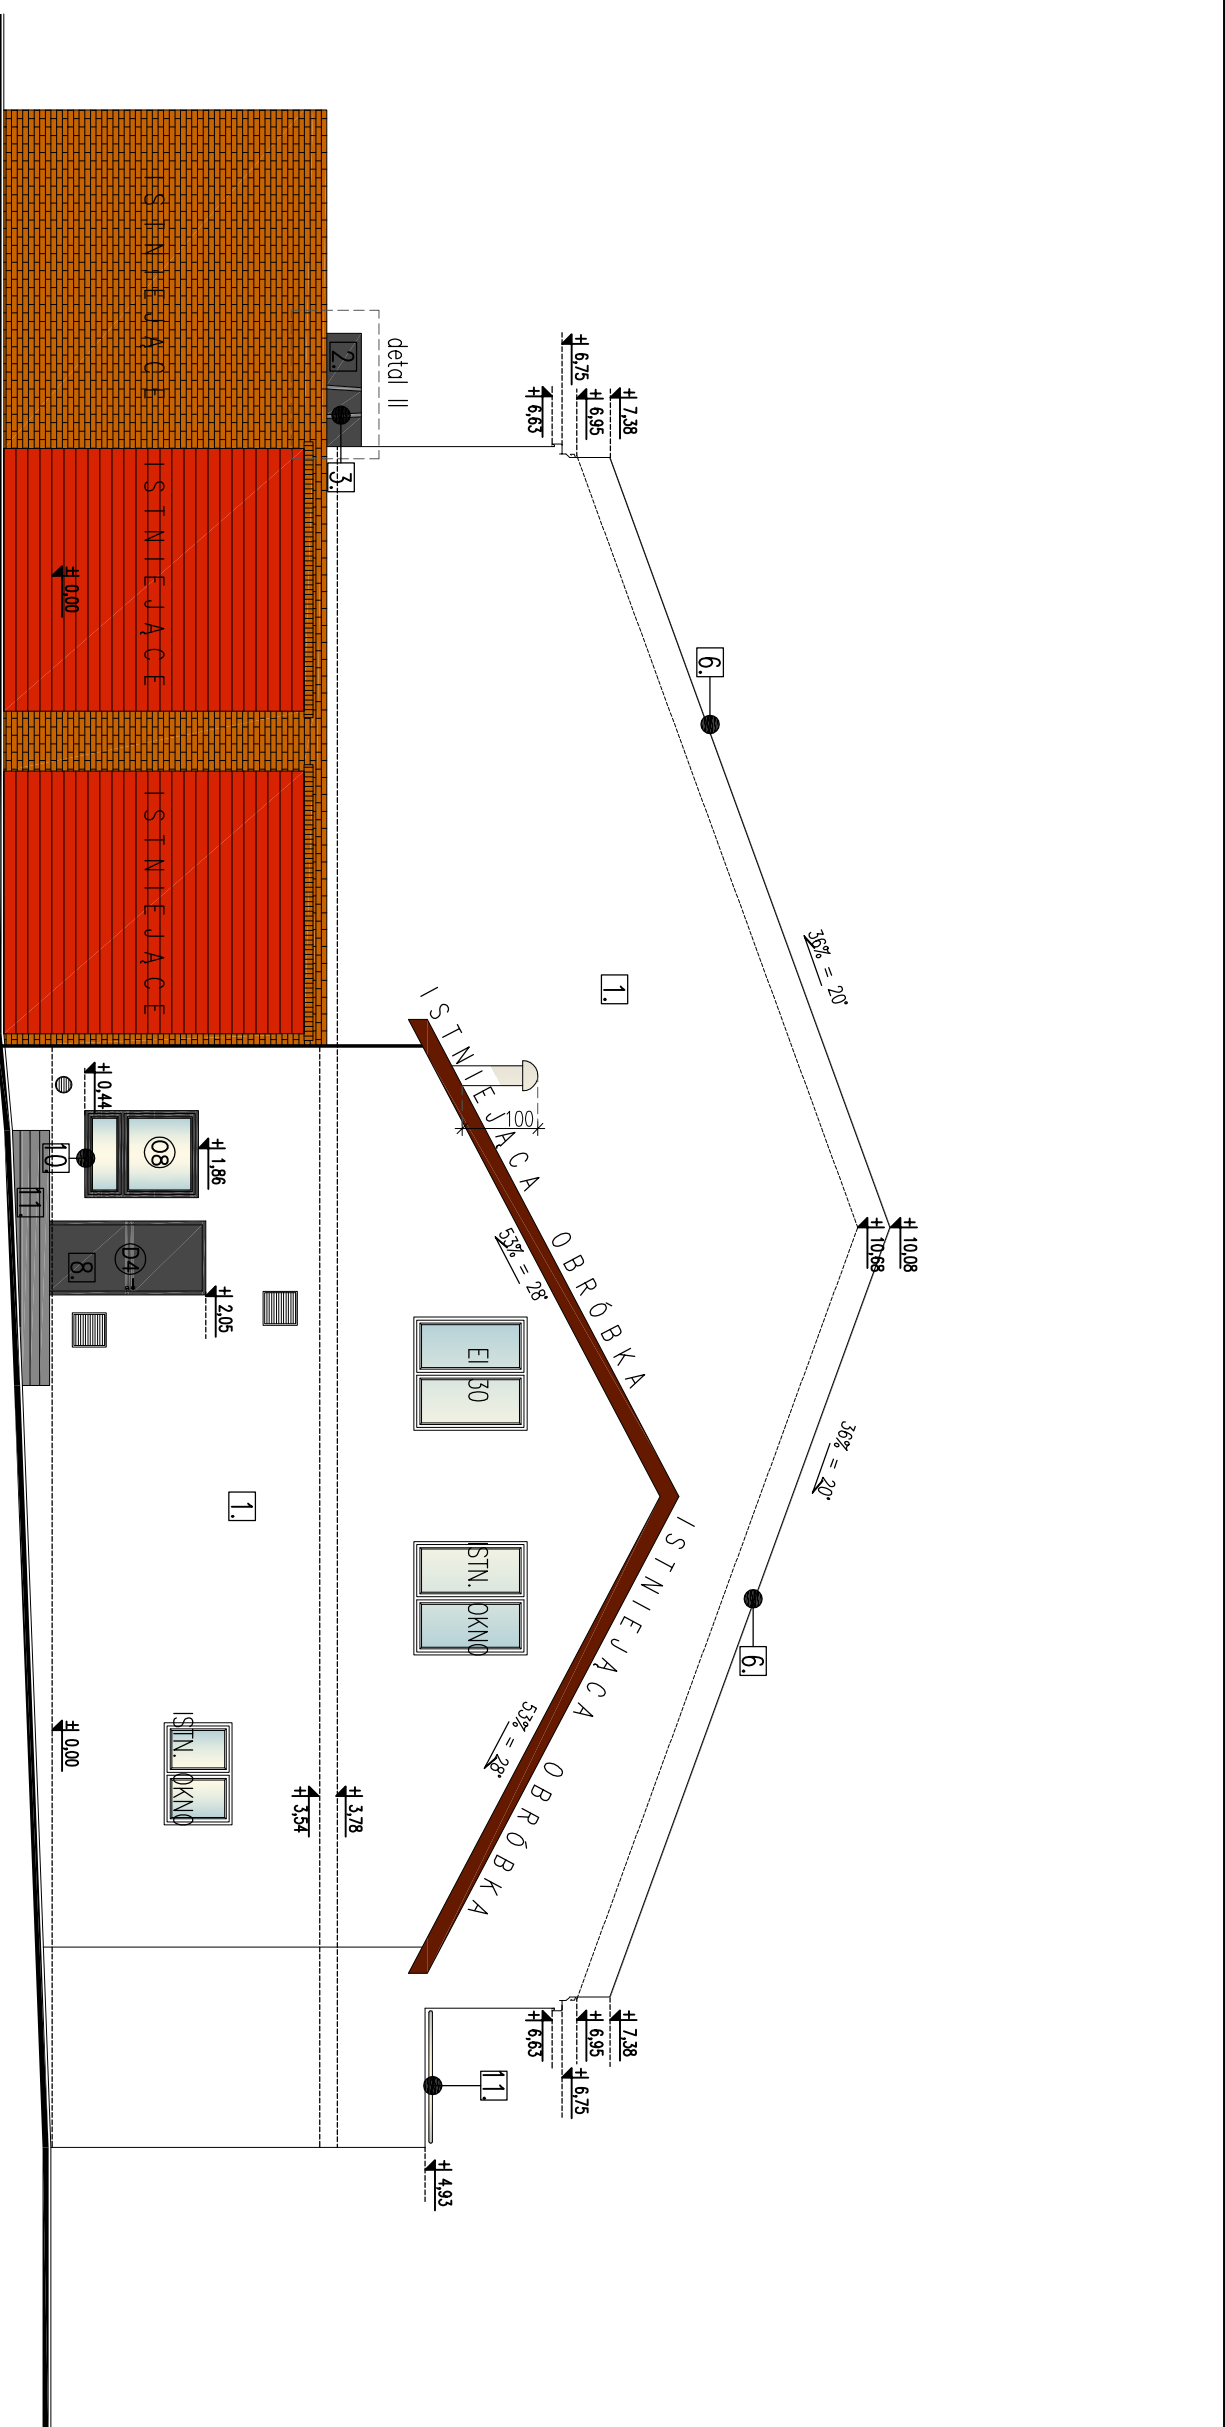 + 10,08
+ 10,68
36% = 20°
36% = 20°
6.
6.
+ 7,38
+ 6,95
+ 6,75
+ 6,63
+ 7,38
+ 6,95
+ 6,75
+ 6,63
1.
ISTNIEJĄCA OBRÓBKA
ISTNIEJĄCA OBRÓBKA
53% = 28°
53% = 28°
100
EI 30
ISTN. OKNO
11.
+ 4,93
detal II
2.
3.
+ 3,78
+ 3,54
ISTNIEJĄCE
ISTNIEJĄCE
ISTNIEJĄCE
± 0,00
+ 1,86
+ 0,44
O8
10.
+ 2,05
D4
8.
11.
1.
ISTN. OKNO
± 0,00